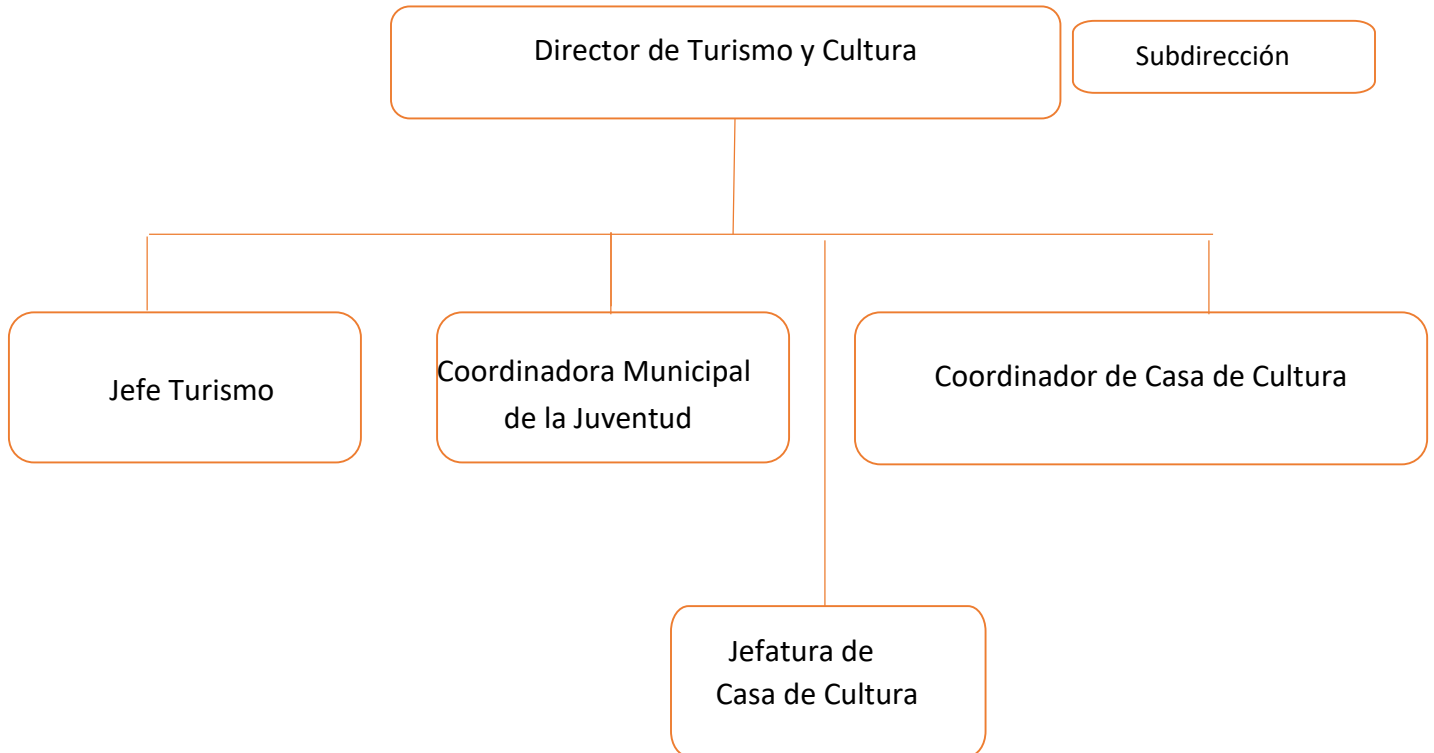 Director de Turismo y Cultura
Subdirección
Jefe Turismo
Coordinadora Municipal
de la Juventud
Coordinador de Casa de Cultura
Jefatura de
Casa de Cultura